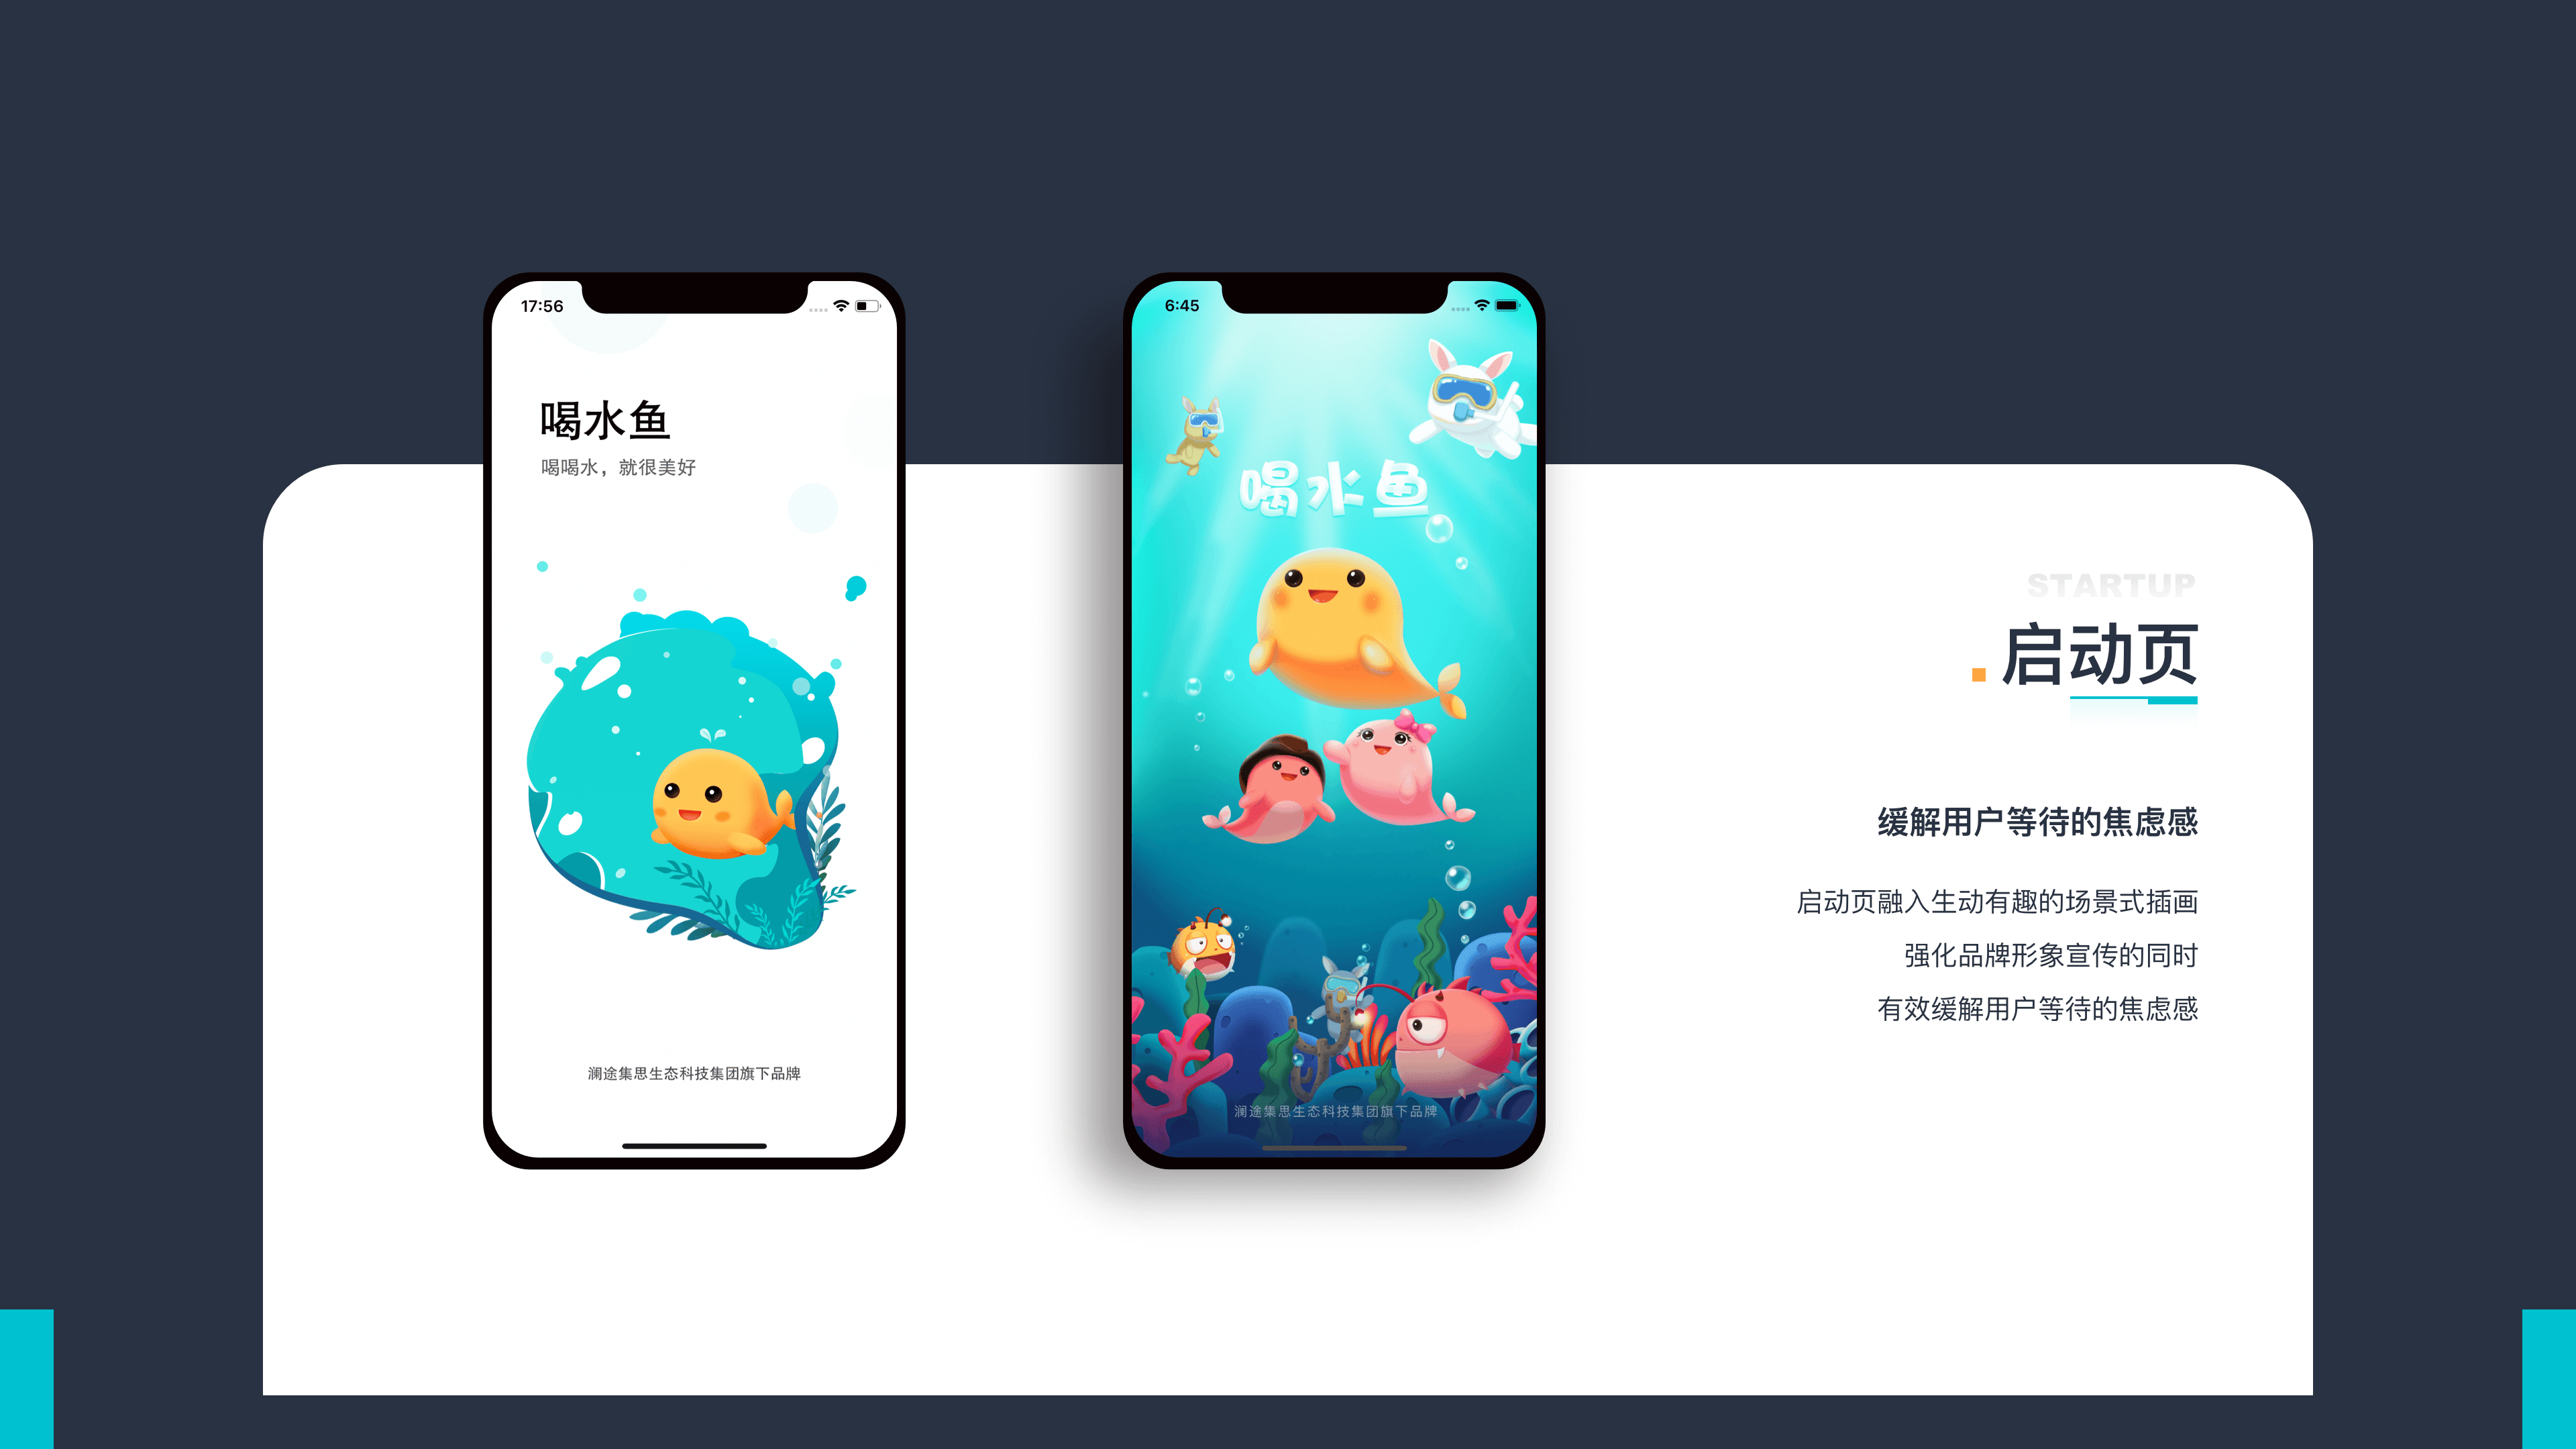 17:56
喝水鱼
喝喝水，就很美好
澜途集思生态科技集团旗下品牌
6:45
喝水鱼
澜途集思生态科技集团旗下品牌
STARTUP
启动页
缓解用户等待的焦虑感
启动页融入生动有趣的场景式插画
强化品牌形象宣传的同时
有效缓解用户等待的焦虑感